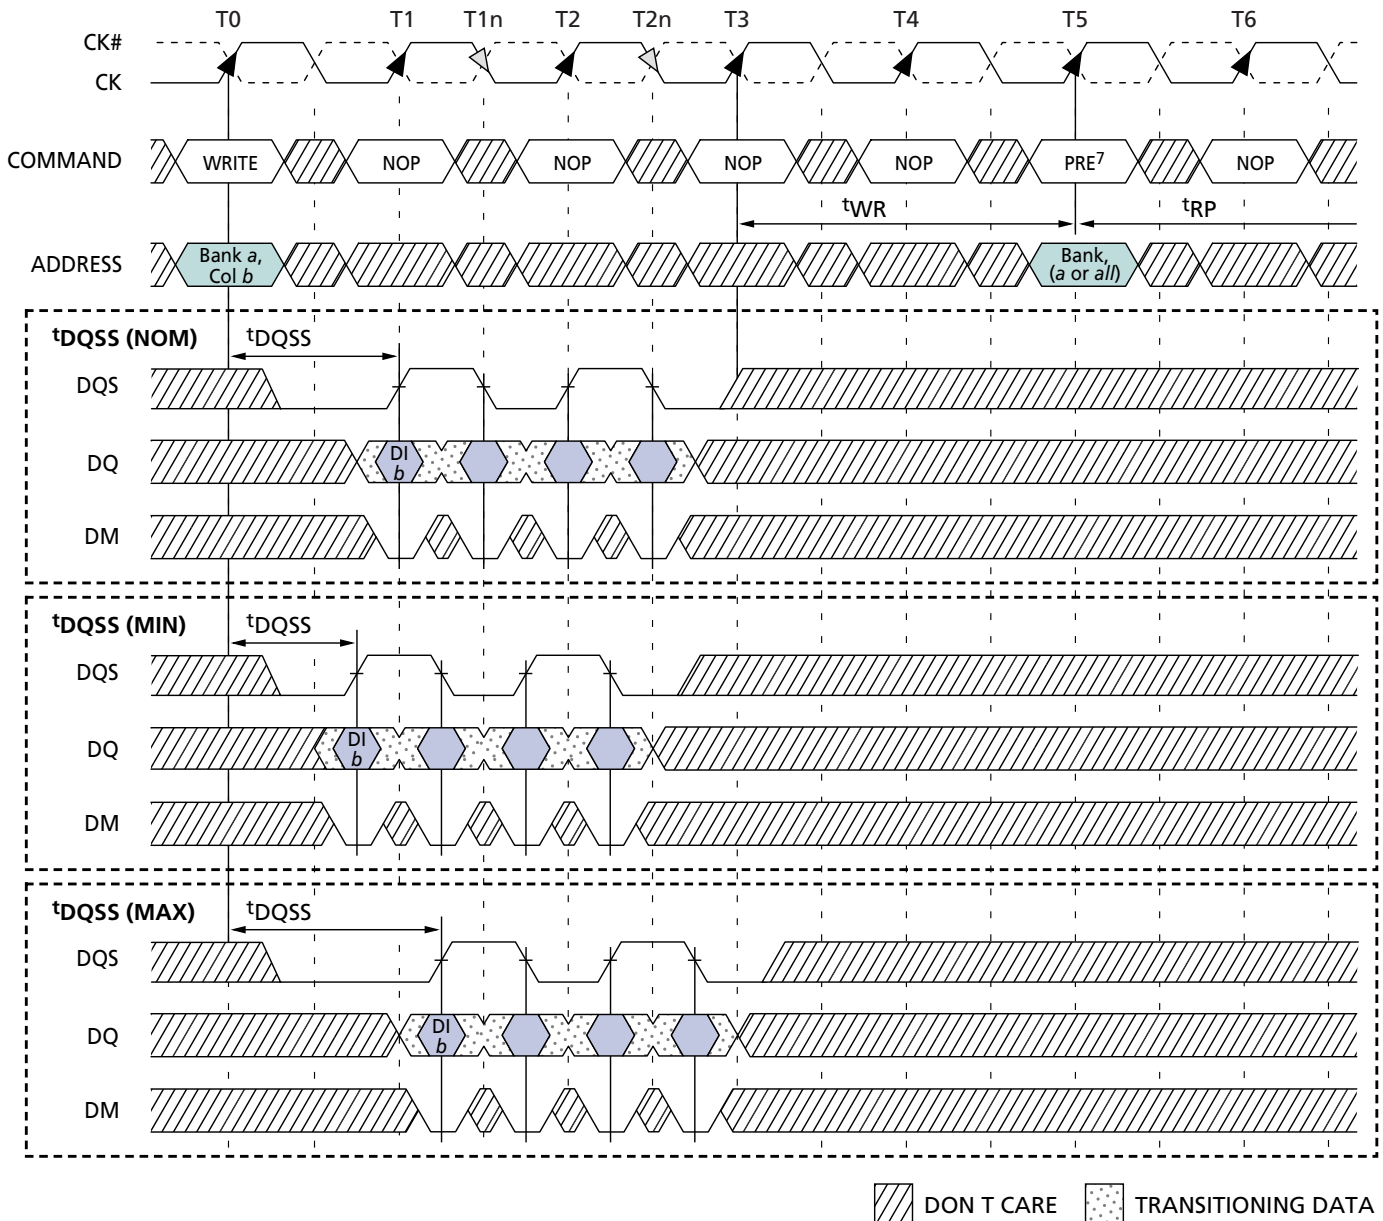 T0 T1 T1n T2 T2n T3 T4 T5 T6
CK#
CK
COMMAND WRITE NOP NOP NOP NOP PRE7 NOP
tWR tRP
ADDRESS Bank a, Col b Bank, (a or all)
tDQSS (NOM) tDQSS
DQS
DQ DI b
DM
tDQSS (MIN) tDQSS
DQS
DQ DI b
DM
tDQSS (MAX) tDQSS
DQS
DQ DI b
DM
DON T CARE TRANSITIONING DATA